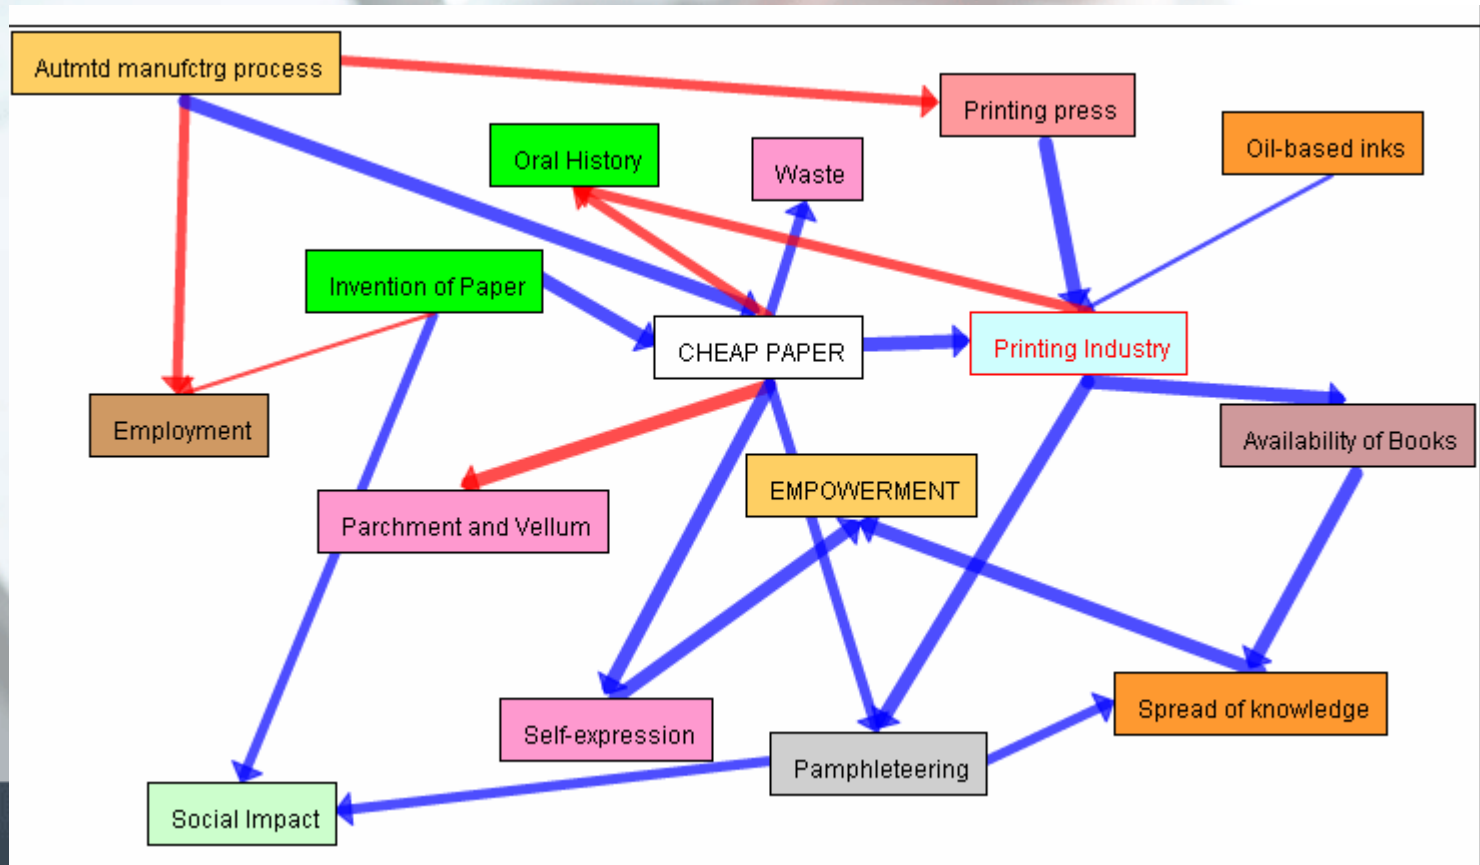 Autmtd manufctrg process
Printing press
Oil-based inks
Oral History
Waste
Invention of Paper
CHEAP PAPER
Printing Industry
Employment
Availability of Books
EMPOWERMENT
Parchment and Vellum
Spread of knowledge
Self-expression
Pamphleteering
Social Impact